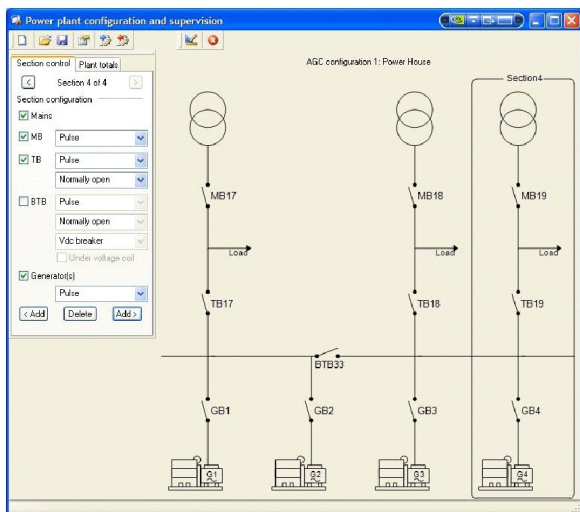 Power plant configuration and supervision
Section control
Plant totals
<
Section 4 of 4
>
Section configuration
Mains
MB
Pulse
TB
Pulse
Normally open
BTB
Pulse
Normally open
Vdc breaker
Under voltage coil
Generator(s)
Pulse
< Add
Delete
Add >
AGC configuration 1: Power House
Section4
MB17
MB18
MB19
Load
Load
Load
TB17
TB18
TB19
BTB33
GB1
GB2
GB3
GB4
G1
G2
G3
G4